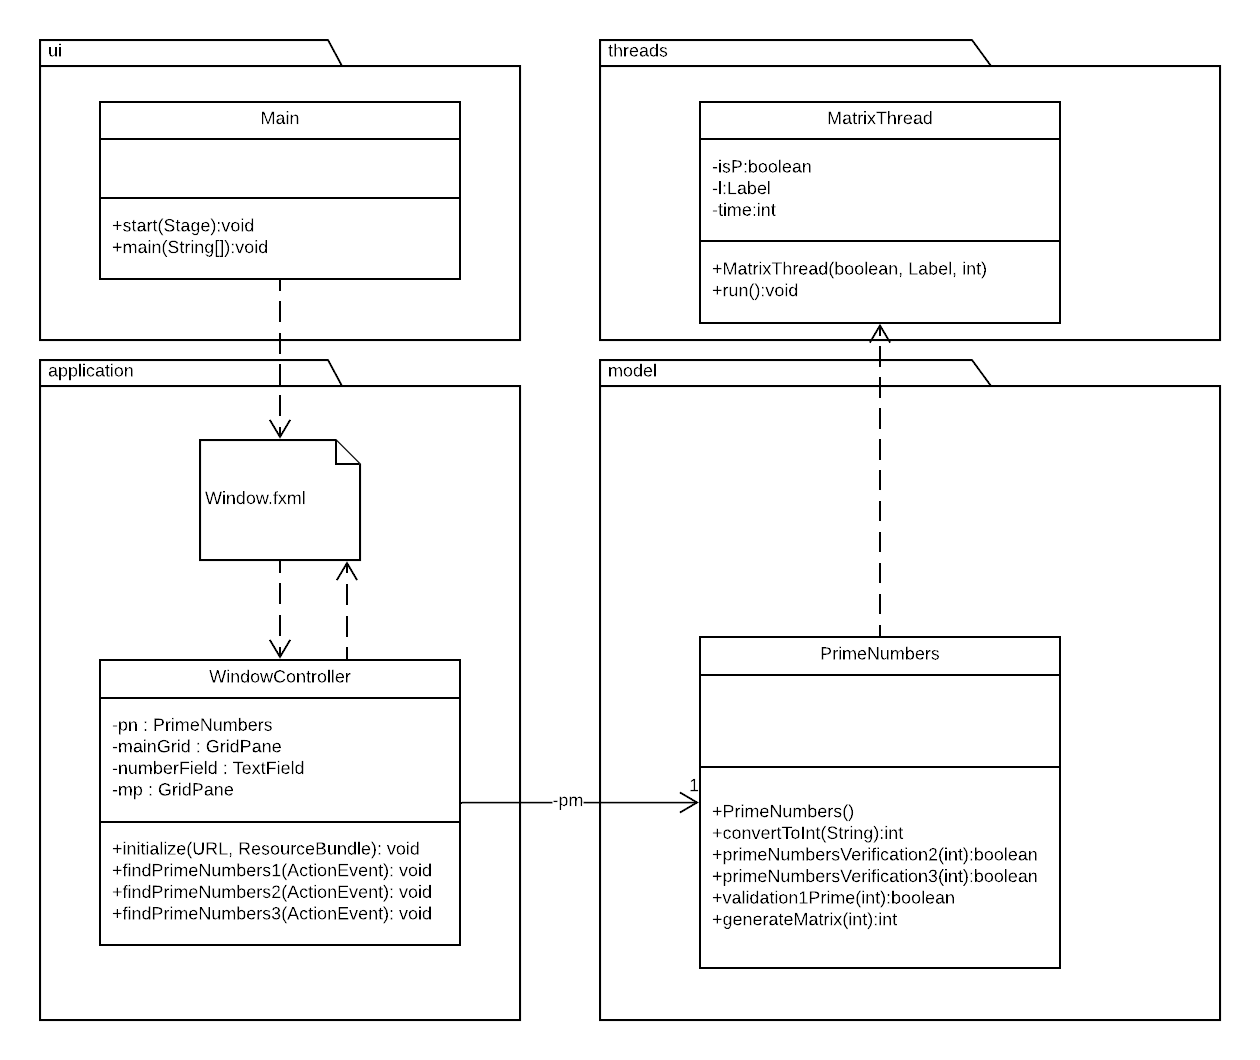 ui
Main
+start(Stage):void
+main(String[]):void
threads
MatrixThread
-isP:boolean
-l:Label
-time:int
+MatrixThread(boolean, Label, int)
+run():void
application
Window.fxml
WindowController
-pn : PrimeNumbers
-mainGrid : GridPane
-numberField : TextField
-mp : GridPane
+initialize(URL, ResourceBundle): void
+findPrimeNumbers1(ActionEvent): void
+findPrimeNumbers2(ActionEvent): void
+findPrimeNumbers3(ActionEvent): void
-pm
1
model
PrimeNumbers
+PrimeNumbers()
+convertToInt(String):int
+primeNumbersVerification2(int):boolean
+primeNumbersVerification3(int):boolean
+validation1Prime(int):boolean
+generateMatrix(int):int